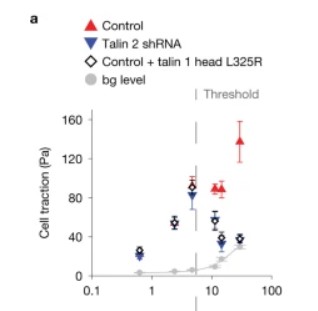 a
Control
Talin 2 shRNA
Control + talin 1 head L325R
bg level
Threshold
Cell traction (Pa)
160
120
80
40
0
0.1
1
10
100